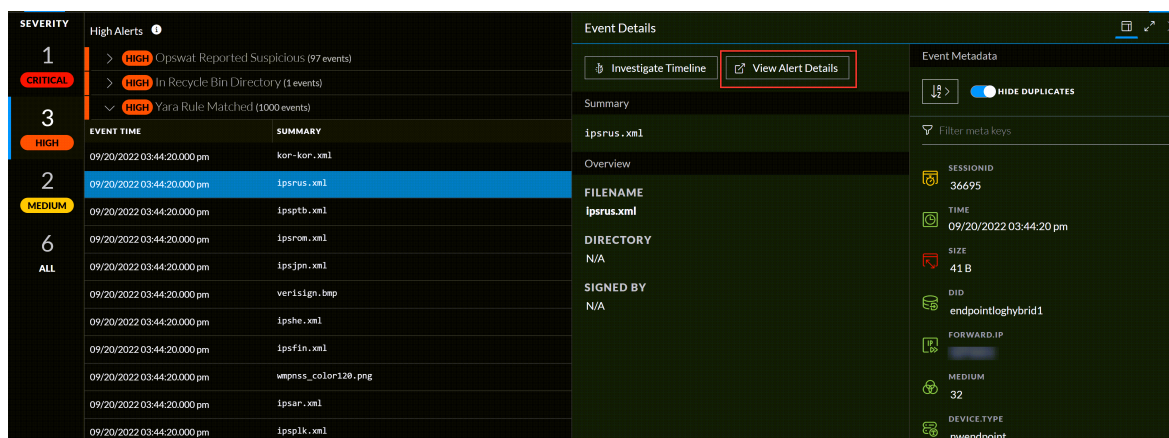 SEVERITY
1
CRITICAL
3
HIGH
2
MEDIUM
6
ALL
High Alerts
HIGH Opswat Reported Suspicious (97 events)
HIGH In Recycle Bin Directory (1 events)
HIGH Yara Rule Matched (1000 events)
EVENT TIME SUMMARY
09/20/2022 03:44:20.000 pm kor-kor.xml
09/20/2022 03:44:20.000 pm ipsrus.xml
09/20/2022 03:44:20.000 pm ipsptb.xml
09/20/2022 03:44:20.000 pm ipsrom.xml
09/20/2022 03:44:20.000 pm ipsjpn.xml
09/20/2022 03:44:20.000 pm verisign.bmp
09/20/2022 03:44:20.000 pm ipshe.xml
09/20/2022 03:44:20.000 pm ipsfin.xml
09/20/2022 03:44:20.000 pm wmpnss_color120.png
09/20/2022 03:44:20.000 pm ipsar.xml
09/20/2022 03:44:20.000 pm ipsplk.xml
Event Details
Investigate Timeline View Alert Details
Summary
ipsrus.xml
Overview
FILENAME
ipsrus.xml
DIRECTORY
N/A
SIGNED BY
N/A
Event Metadata
HIDE DUPLICATES
Filter meta keys
SESSIONID
36695
TIME
09/20/2022 03:44:20 pm
SIZE
41 B
DID
endpointloghybrid1
FORWARD.IP
MEDIUM
32
DEVICE.TYPE
nwendpoint